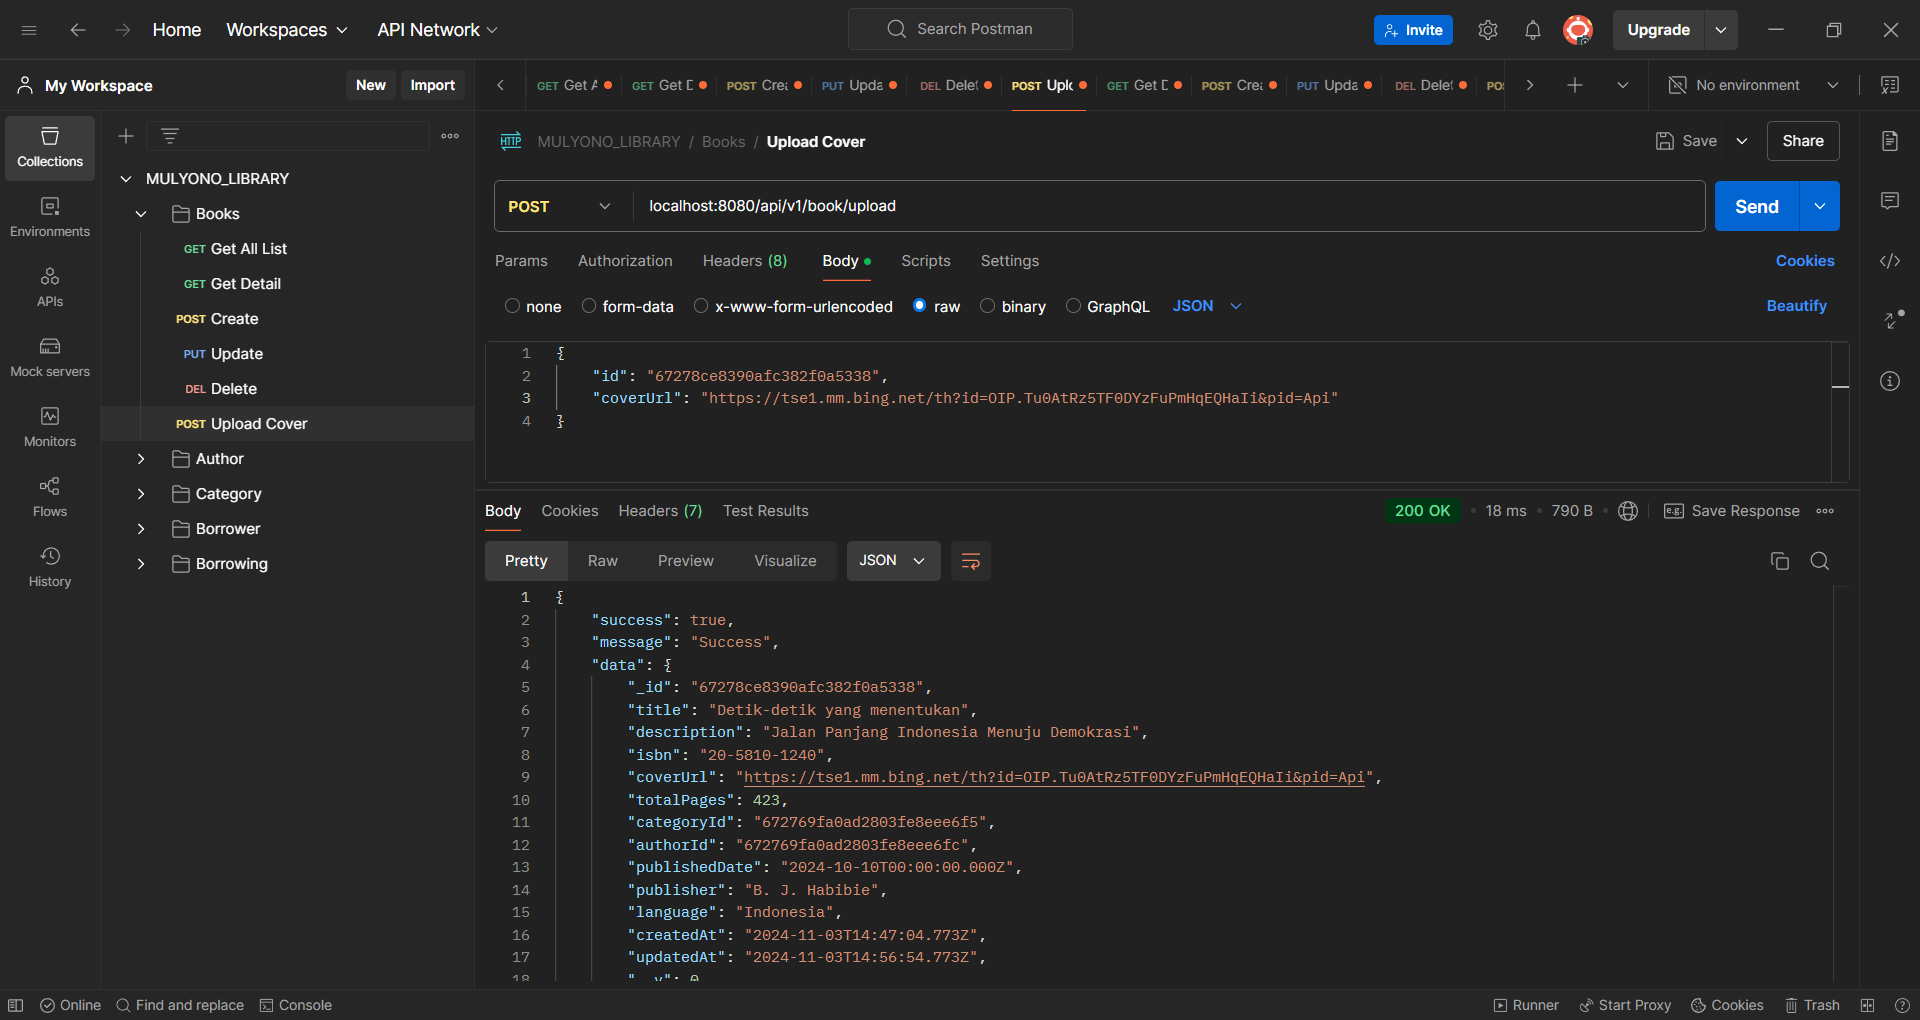 Home Workspaces API Network Search Postman Invite Upgrade
My Workspace New Import GET Get A GET Get D POST Crea PUT Upda DEL Delet POST Uplo GET Get D POST Crea PUT Upda DEL Delet PO No environment
Collections
Environments
APIs
Mock servers
Monitors
Flows
History
MULYONO_LIBRARY
Books
GET Get All List
GET Get Detail
POST Create
PUT Update
DEL Delete
POST Upload Cover
Author
Category
Borrower
Borrowing
HTTP MULYONO_LIBRARY / Books / Upload Cover Save Share
POST localhost:8080/api/v1/book/upload Send
Params Authorization Headers (8) Body Scripts Settings Cookies
none form-data x-www-form-urlencoded raw binary GraphQL JSON Beautify
1 {
2 "id": "67278ce8390afc382f0a5338",
3 "coverUrl": "https://tse1.mm.bing.net/th?id=OIP.Tu0AtRz5TF0DYzFuPmHqEQHaIi&pid=Api"
4 }
Body Cookies Headers (7) Test Results 200 OK • 18 ms • 790 B • e.g. Save Response
Pretty Raw Preview Visualize JSON
1 {
2 "success": true,
3 "message": "Success",
4 "data": {
5 "_id": "67278ce8390afc382f0a5338",
6 "title": "Detik-detik yang menentukan",
7 "description": "Jalan Panjang Indonesia Menuju Demokrasi",
8 "isbn": "20-5810-1240",
9 "coverUrl": "https://tse1.mm.bing.net/th?id=OIP.Tu0AtRz5TF0DYzFuPmHqEQHaIi&pid=Api",
10 "totalPages": 423,
11 "categoryId": "672769fa0ad2803fe8eee6f5",
12 "authorId": "672769fa0ad2803fe8eee6fc",
13 "publishedDate": "2024-10-10T00:00:00.000Z",
14 "publisher": "B. J. Habibie",
15 "language": "Indonesia",
16 "createdAt": "2024-11-03T14:47:04.773Z",
17 "updatedAt": "2024-11-03T14:56:54.773Z",
18 "__v": 0
Online Find and replace Console Runner Start Proxy Cookies Trash